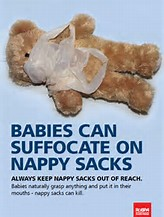 BABIES CAN
SUFFOCATE ON
NAPPY SACKS
ALWAYS KEEP NAPPY SACKS OUT OF REACH.
Babies naturally grasp anything and put it in their
mouths - nappy sacks can kill.